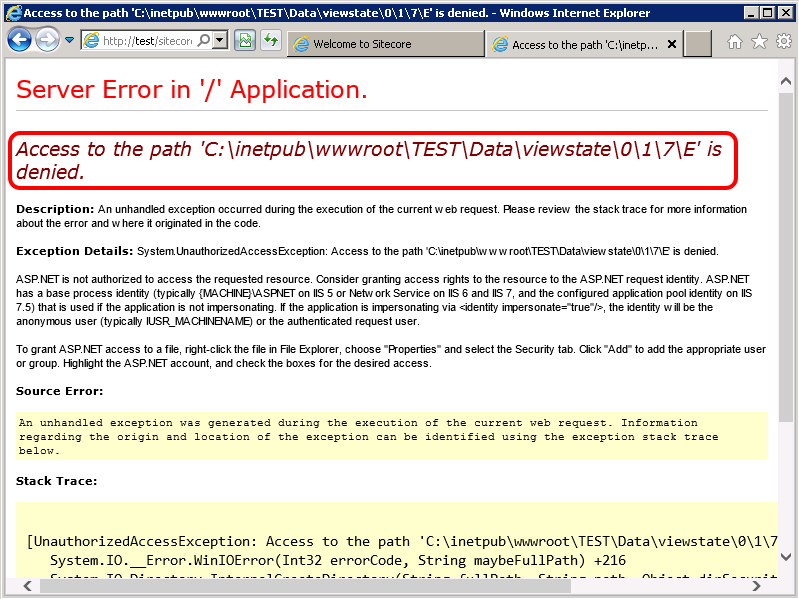 Access to the path 'C:\inetpub\wwwroot\TEST\Data\viewstate\0\1\7\E' is denied. - Windows Internet Explorer
http://test/sitecor
Welcome to Sitecore
Access to the path 'C:\inetp...
Server Error in '/' Application.
Access to the path 'C:\inetpub\wwwroot\TEST\Data\viewstate\0\1\7\E' is
denied.
Description: An unhandled exception occurred during the execution of the current web request. Please review the stack trace for more information
about the error and where it originated in the code.
Exception Details: System.UnauthorizedAccessException: Access to the path 'C:\inetpub\wwwroot\TEST\Data\viewstate\0\1\7\E' is denied.
ASP.NET is not authorized to access the requested resource. Consider granting access rights to the resource to the ASP.NET request identity. ASP.NET
has a base process identity (typically {MACHINE}\ASPNET on IIS 5 or Network Service on IIS 6 and IIS 7, and the configured application pool identity on IIS
7.5) that is used if the application is not impersonating. If the application is impersonating via <identity impersonate="true"/>, the identity will be the
anonymous user (typically IUSR_MACHINENAME) or the authenticated request user.
To grant ASP.NET access to a file, right-click the file in File Explorer, choose "Properties" and select the Security tab. Click "Add" to add the appropriate user
or group. Highlight the ASP.NET account, and check the boxes for the desired access.
Source Error:
An unhandled exception was generated during the execution of the current web request. Information
regarding the origin and location of the exception can be identified using the exception stack trace
below.
Stack Trace:
[UnauthorizedAccessException: Access to the path 'C:\inetpub\wwwroot\TEST\Data\viewstate\0\1\7
System.IO.__Error.WinIOError(Int32 errorCode, String maybeFullPath) +216
System.IO.Directory.InternalCreateDirectory(String fullPath, String path, Object dirSecurit